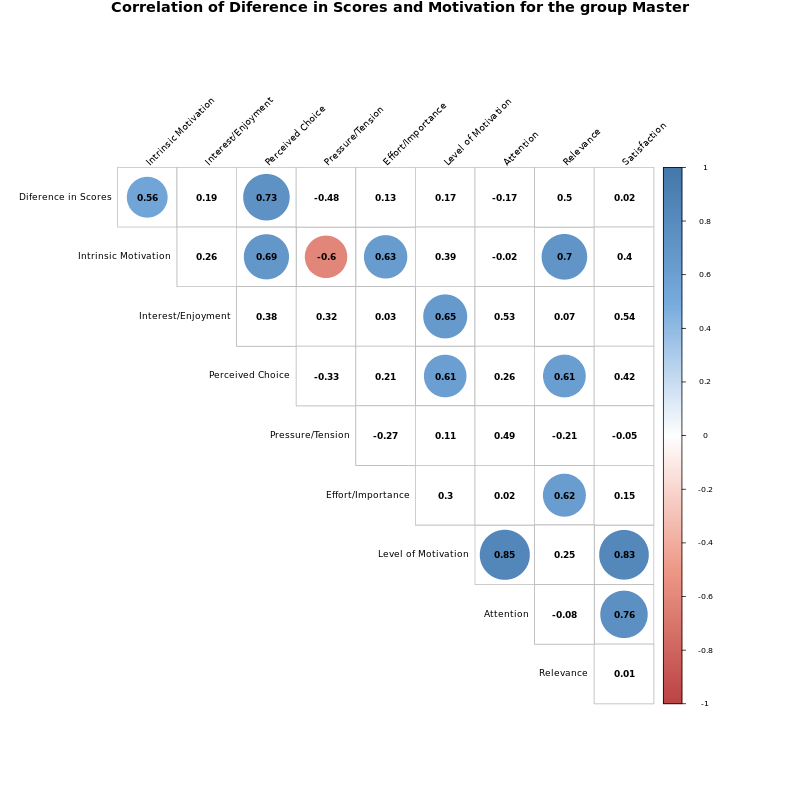 Correlation of Diference in Scores and Motivation for the group Master
Intrinsic Motivation
Interest/Enjoyment
Perceived Choice
Pressure/Tension
Effort/Importance
Level of Motivation
Attention
Relevance
Satisfaction
Diference in Scores 0.56 0.19 0.73 -0.48 0.13 0.17 -0.17 0.5 0.02
Intrinsic Motivation 0.26 0.69 -0.6 0.63 0.39 -0.02 0.7 0.4
Interest/Enjoyment 0.38 0.32 0.03 0.65 0.53 0.07 0.54
Perceived Choice -0.33 0.21 0.61 0.26 0.61 0.42
Pressure/Tension -0.27 0.11 0.49 -0.21 -0.05
Effort/Importance 0.3 0.02 0.62 0.15
Level of Motivation 0.85 0.25 0.83
Attention -0.08 0.76
Relevance 0.01
1
0.8
0.6
0.4
0.2
0
-0.2
-0.4
-0.6
-0.8
-1